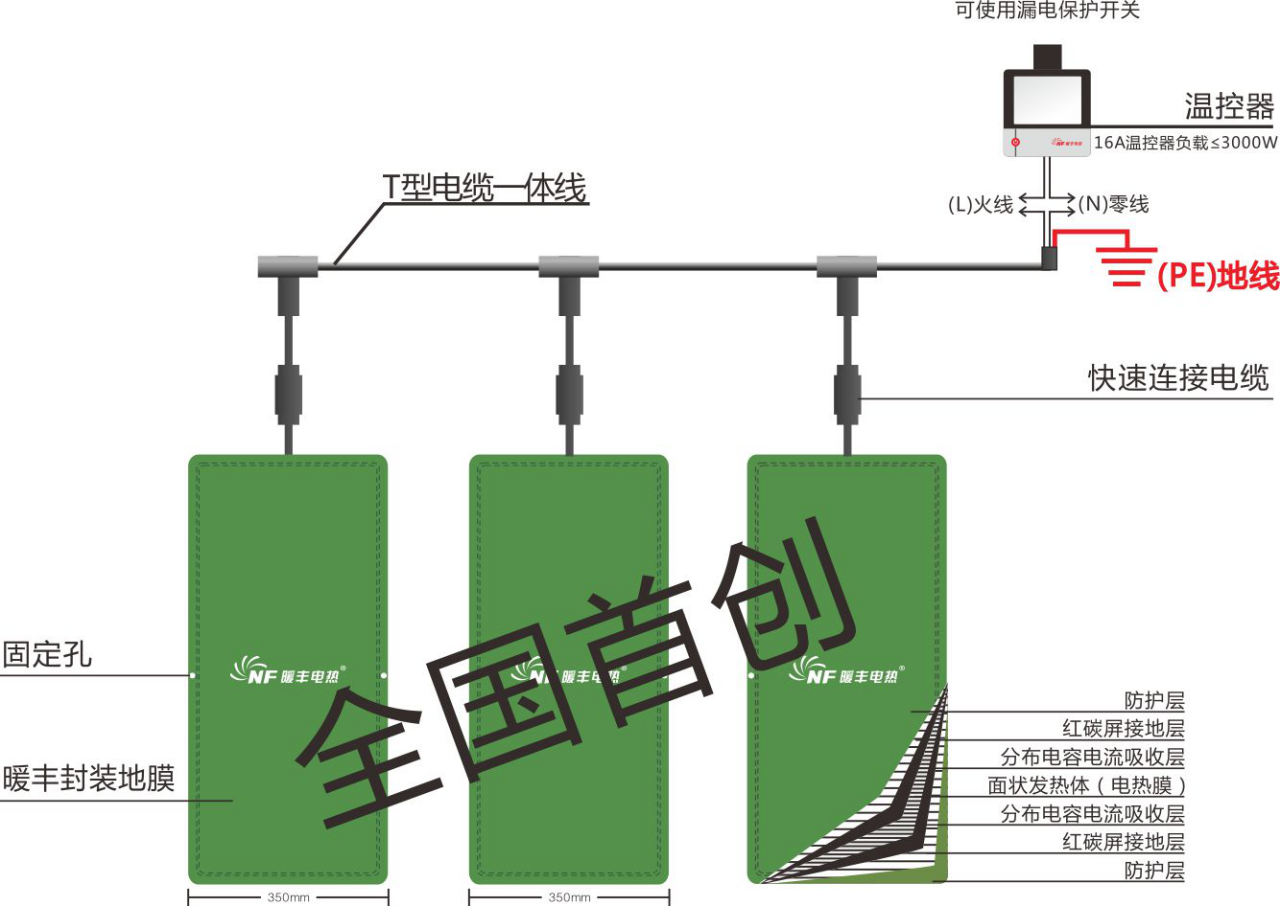 可使用漏电保护开关
温控器
NF 暖丰电热
16A温控器负载≤3000W
T型电缆一体线
(L)火线
(N)零线
(PE)地线
快速连接电缆
全国首创
固定孔
NF 暖丰电热®
NF 暖丰电热®
NF 暖丰电热®
暖丰封装地膜
防护层
红碳屏接地层
分布电容电流吸收层
面状发热体（电热膜）
分布电容电流吸收层
红碳屏接地层
防护层
350mm
350mm